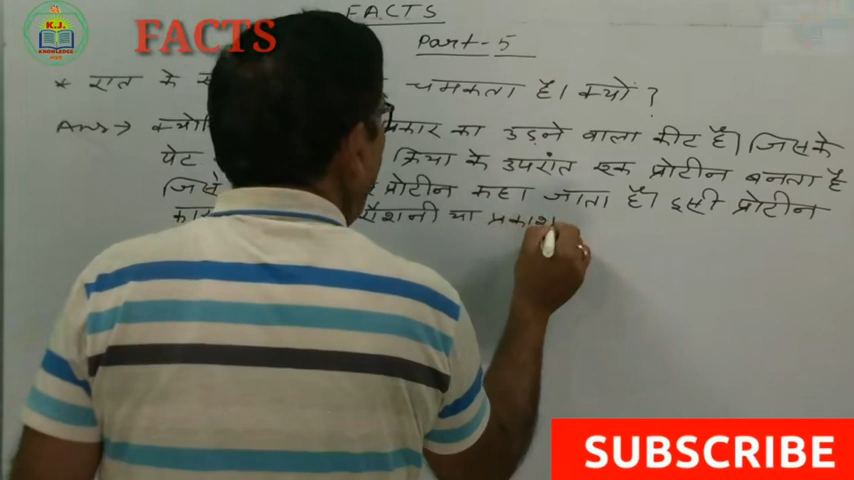 K.J.
KNOWLEDGE
FACTS
FACTS
Part-5
* रात के चमकता है। क्यों ?
Ans → प्रकार का उड़ने वाला कीट है। जिसके
पेट क्रिया के उपरांत एक प्रोटीन बनता है
जिसे प्रोटीन कहा जाता है। इसी प्रोटीन
रौशनी या प्रकाश
SUBSCRIBE